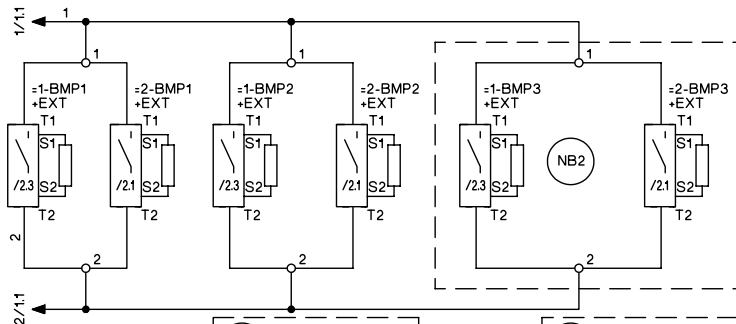 1/1.1
1
1
1
1
=1-BMP1
+EXT
=2-BMP1
+EXT
=1-BMP2
+EXT
=2-BMP2
+EXT
=1-BMP3
+EXT
=2-BMP3
+EXT
T1
T1
T1
T1
T1
T1
S1
S1
S1
S1
S1
S1
NB2
/2.3
/2.1
/2.3
/2.1
/2.3
/2.1
S2
S2
S2
S2
S2
S2
T2
T2
T2
T2
T2
T2
2
2
2
2
2/1.1